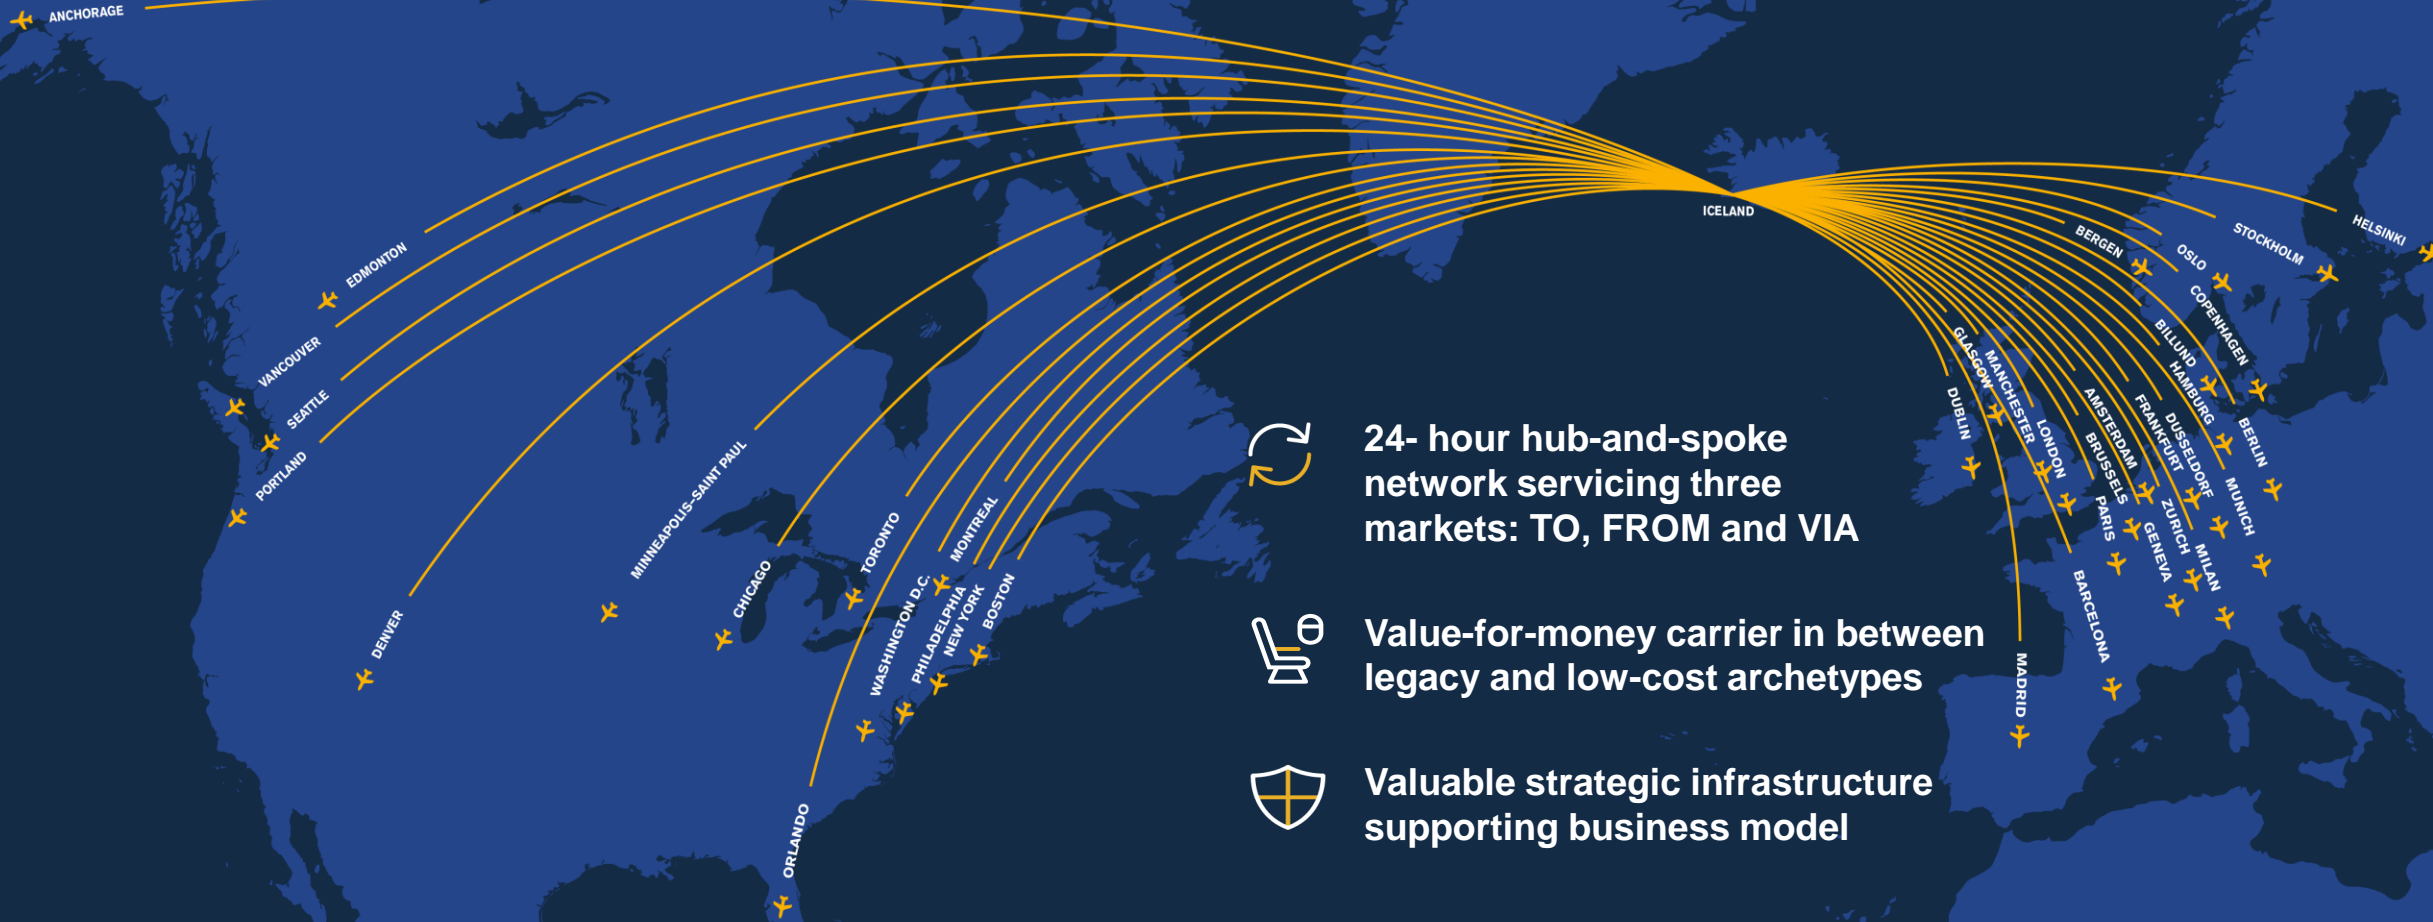 ANCHORAGE
ICELAND
EDMONTON
VANCOUVER
SEATTLE
PORTLAND
DENVER
MINNEAPOLIS–SAINT PAUL
CHICAGO
TORONTO
MONTREAL
WASHINGTON D.C.
PHILADELPHIA
NEW YORK
BOSTON
ORLANDO
HELSINKI
STOCKHOLM
OSLO
BERGEN
COPENHAGEN
BILLUND
HAMBURG
BERLIN
GLASGOW
MANCHESTER
DUBLIN
LONDON
AMSTERDAM
BRUSSELS
FRANKFURT
DUSSELDORF
MUNICH
PARIS
ZURICH
GENEVA
MILAN
BARCELONA
MADRID
24- hour hub-and-spoke
network servicing three
markets: TO, FROM and VIA
Value-for-money carrier in between
legacy and low-cost archetypes
Valuable strategic infrastructure
supporting business model